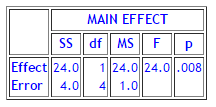 MAIN EFFECT
SS df MS F p
Effect 24.0 1 24.0 24.0 .008
Error 4.0 4 1.0